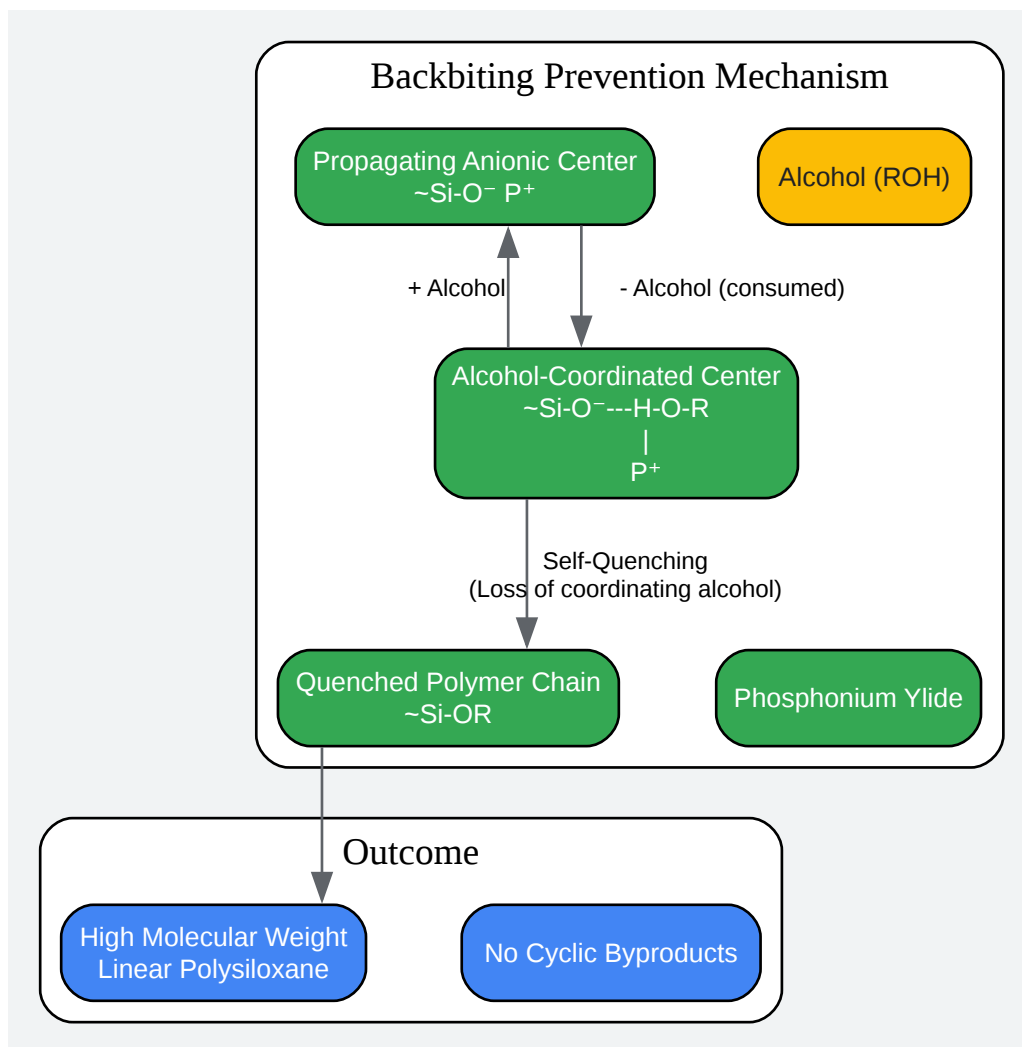 Backbiting Prevention Mechanism
Propagating Anionic Center
~Si-O⁻ P⁺
Alcohol (ROH)
+ Alcohol
- Alcohol (consumed)
Alcohol-Coordinated Center
~Si-O⁻---H-O-R
|
P⁺
Self-Quenching
(Loss of coordinating alcohol)
Quenched Polymer Chain
~Si-OR
Phosphonium Ylide
Outcome
High Molecular Weight
Linear Polysiloxane
No Cyclic Byproducts